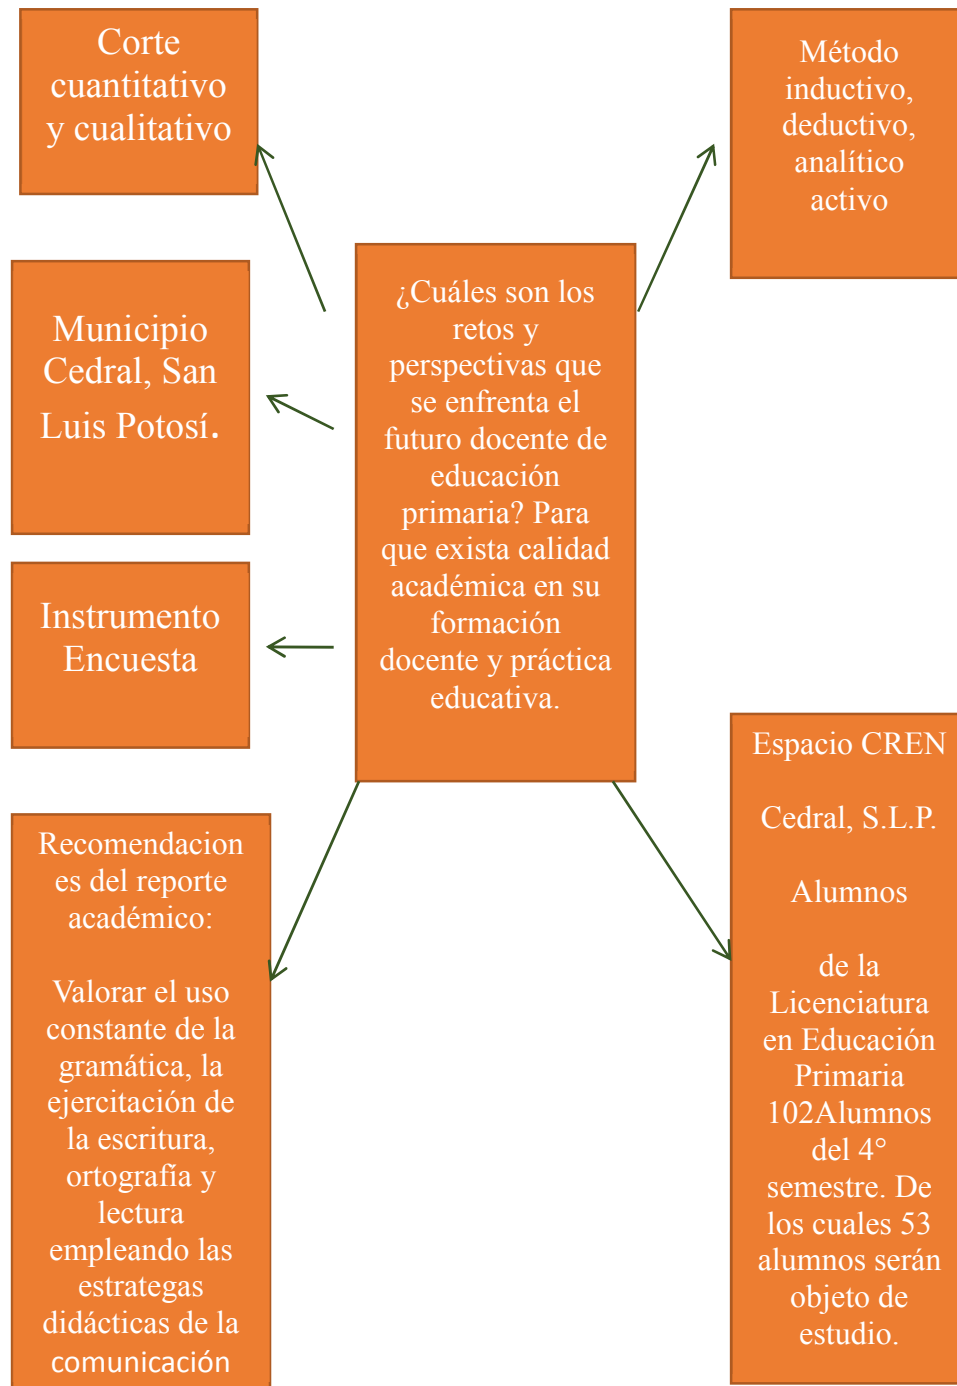 Corte
cuantitativo
y cualitativo
Método
inductivo,
deductivo,
analítico
activo
¿Cuáles son los
retos y
perspectivas que
se enfrenta el
futuro docente de
educación
primaria? Para
que exista calidad
académica en su
formación
docente y práctica
educativa.
Municipio
Cedral, San
Luis Potosí.
Instrumento
Encuesta
Recomendacion
es del reporte
académico:
Valorar el uso
constante de la
gramática, la
ejercitación de
la escritura,
ortografía y
lectura
empleando las
estrategas
didácticas de la
comunicación
Espacio CREN
Cedral, S.L.P.
Alumnos
de la
Licenciatura
en Educación
Primaria
102Alumnos
del 4°
semestre. De
los cuales 53
alumnos serán
objeto de
estudio.